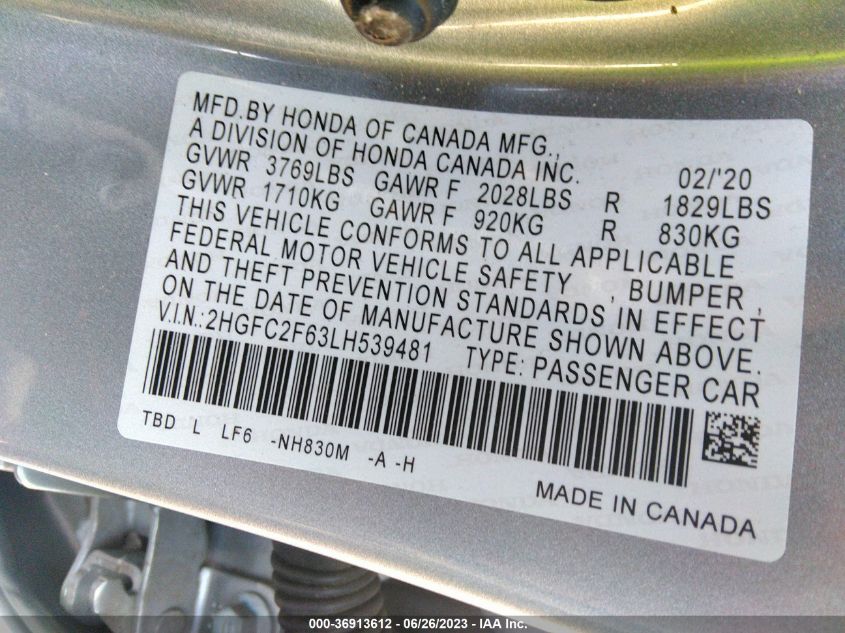 MFD.BY HONDA OF CANADA MFG.,
A DIVISION OF HONDA CANADA INC. 02/'20
GVWR 3769LBS GAWR F 2028LBS R 1829LBS
GVWR 1710KG GAWR F 920KG R 830KG
THIS VEHICLE CONFORMS TO ALL APPLICABLE
FEDERAL MOTOR VEHICLE SAFETY , BUMPER ,
AND THEFT PREVENTION STANDARDS IN EFFECT
ON THE DATE OF MANUFACTURE SHOWN ABOVE.
V.I.N.:2HGFC2F63LH539481 TYPE: PASSENGER CAR
TBD L LF6 -NH830M -A -H
MADE IN CANADA
000-36913612 - 06/26/2023 - IAA Inc.